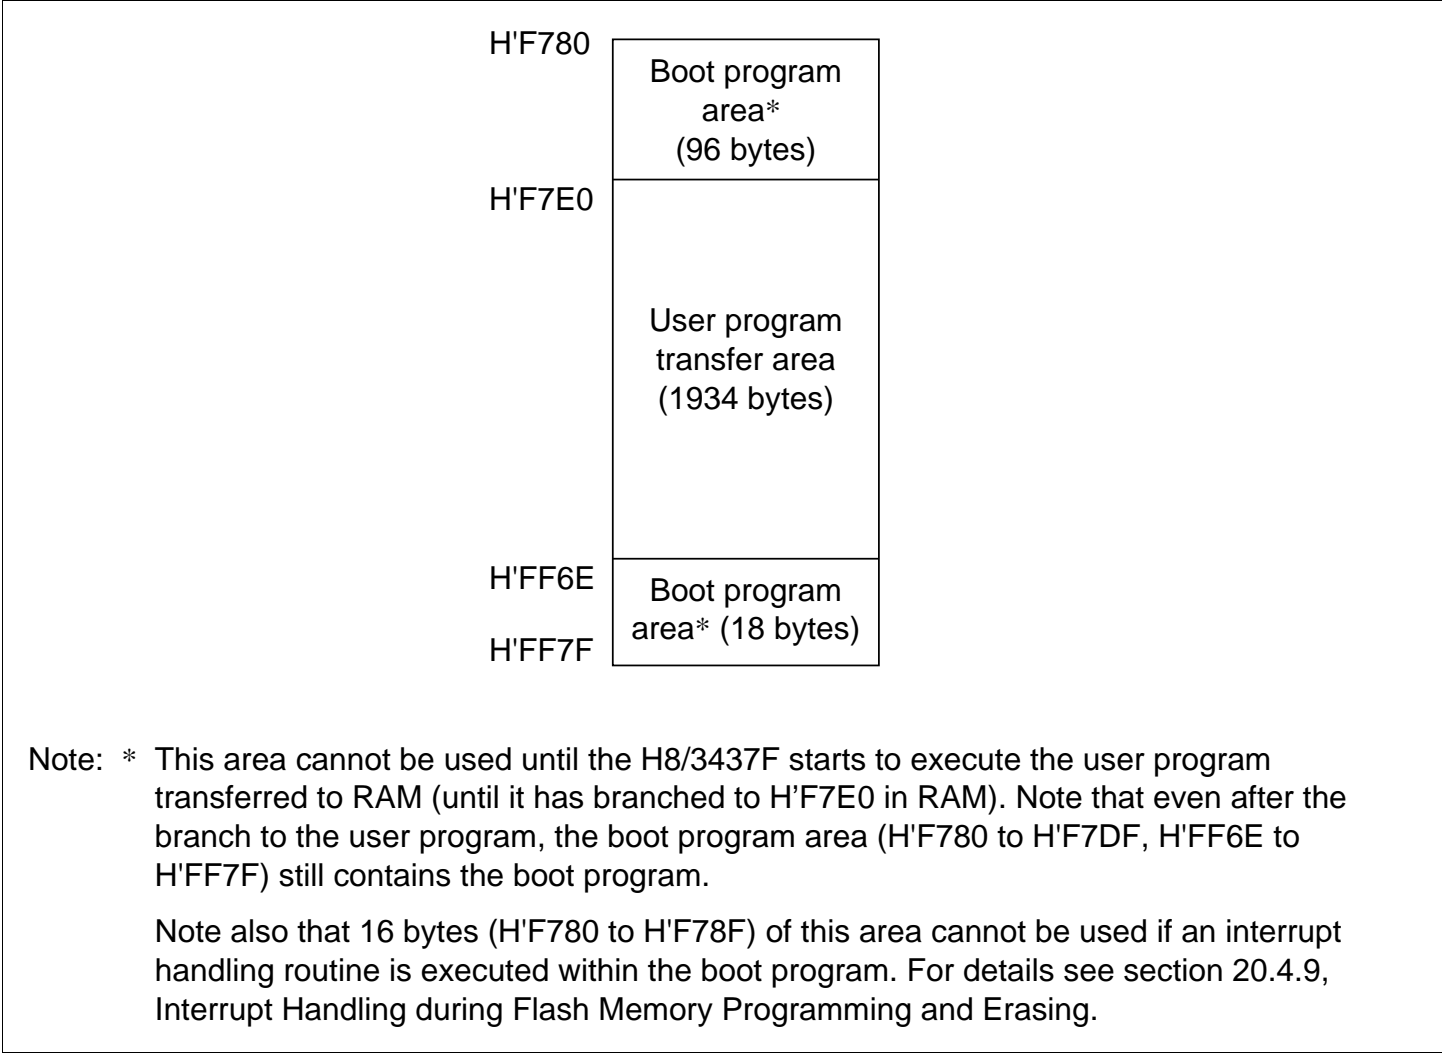 H'F780
Boot program
area*
(96 bytes)
H'F7E0
User program
transfer area
(1934 bytes)
H'FF6E
Boot program
area* (18 bytes)
H'FF7F
Note: * This area cannot be used until the H8/3437F starts to execute the user program
transferred to RAM (until it has branched to H’F7E0 in RAM). Note that even after the
branch to the user program, the boot program area (H'F780 to H'F7DF, H'FF6E to
H'FF7F) still contains the boot program.
Note also that 16 bytes (H'F780 to H'F78F) of this area cannot be used if an interrupt
handling routine is executed within the boot program. For details see section 20.4.9,
Interrupt Handling during Flash Memory Programming and Erasing.